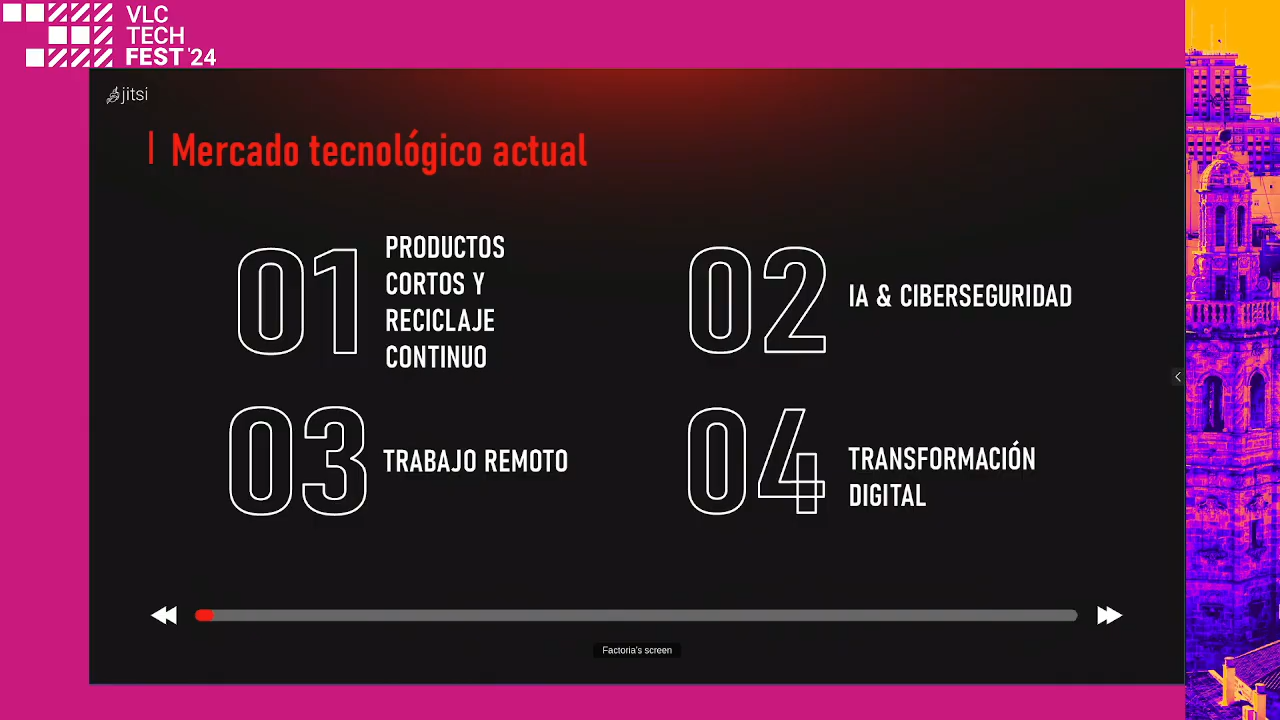 VLC
TECH
FEST '24
jitsi
Mercado tecnológico actual
01
PRODUCTOS
CORTOS Y
RECICLAJE
CONTINUO
02
IA & CIBERSEGURIDAD
03
TRABAJO REMOTO
04
TRANSFORMACIÓN
DIGITAL
Factoria's screen